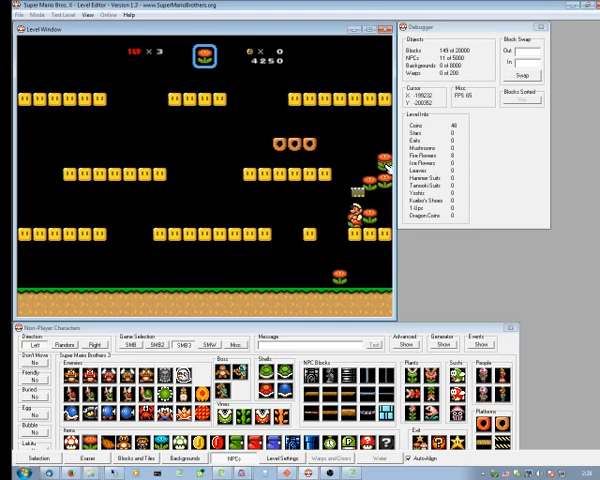 Super Mario Bros. X - Level Editor - Version 1.3 - www.SuperMarioBrothers.org
File Mode Test Level View Online Help
Level Window
× 3
× 0
4250
Debugger
Objects
Blocks 149 of 20000
NPCs 11 of 5000
Backgrounds 0 of 8000
Warps 0 of 200
Block Swap
Out
In
Swap
Cursor
X -199232
Y -200352
Misc
FPS: 65
Blocks Sorted
Yes
Level Info
Coins 48
Stars 0
Exits 0
Mushrooms 0
Fire Flowers
Ice Flowers 0
Leaves 0
Hammer Suits 0
Tanooki Suits 0
Yoshis 0
Kuribo's Shoes 0
1-Ups 0
Dragon Coins 0
Non-Player Characters
Direction
Left Random Right
Game Selection
SMB SMB2 SMB3 SMW Misc.
Message
Text
Advanced
Show
Generator
Show
Events
Show
Don't Move
No
Friendly
No
Buried
No
Egg
No
Bubble
No
Lakitu
Super Mario Brothers 3
Enemies
Boss
Shells
NPC Blocks
Plants
Suchi
People
Vines
Platforms
Items
Exit
Selection Eraser Blocks and Tiles Backgrounds NPCs Level Settings Warps and Doors Water Auto-Align